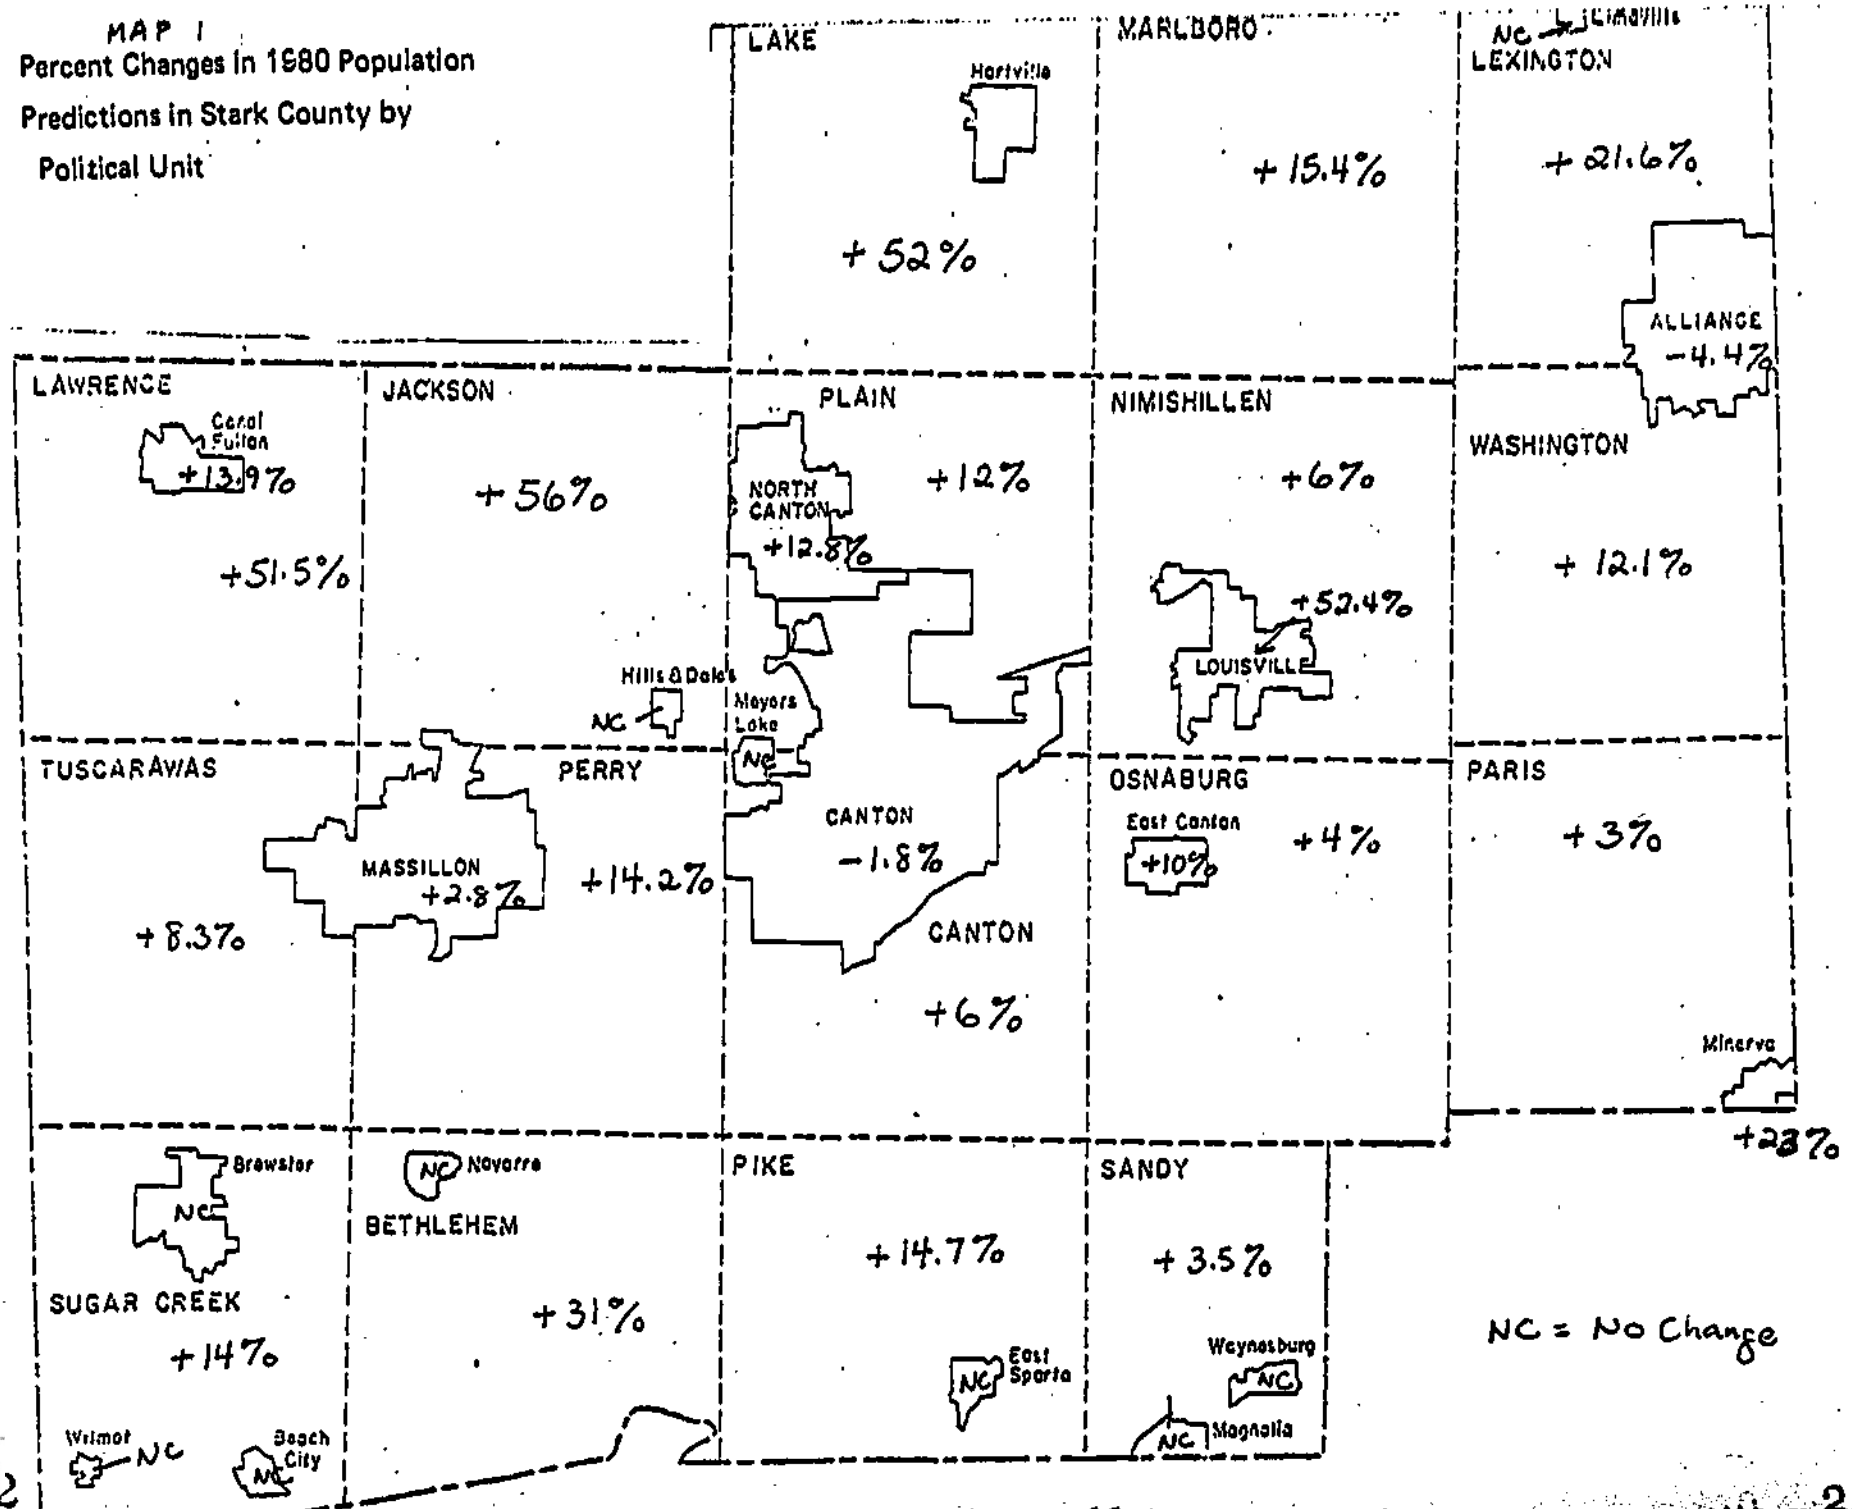 MAP 1
Percent Changes in 1980 Population
Predictions in Stark County by
Political Unit
LAKE
Hartville
+52%
MARLBORO
+15.4%
NC
Limaville
LEXINGTON
+21.6%
ALLIANCE
-4.4%
LAWRENCE
Canal
Fulton
+13.9%
+51.5%
JACKSON
+56%
Hills & Dales
NC
PLAIN
NORTH
CANTON
+12.8%
+12%
Meyers
Lake
NC
NIMISHILLEN
+6%
+52.4%
LOUISVILLE
WASHINGTON
+12.1%
TUSCARAWAS
+8.3%
MASSILLON
+2.8%
PERRY
+14.2%
CANTON
-1.8%
CANTON
+6%
OSNABURG
East Canton
+10%
+4%
PARIS
+3%
Minerva
+23%
Brewster
NC
SUGAR CREEK
+14%
Wilmot
NC
Beach
City
NC
NC
Navarre
BETHLEHEM
+31%
PIKE
+14.7%
East
Sparta
NC
SANDY
+3.5%
Waynesburg
NC
Magnolia
NC
NC = No Change
2
2